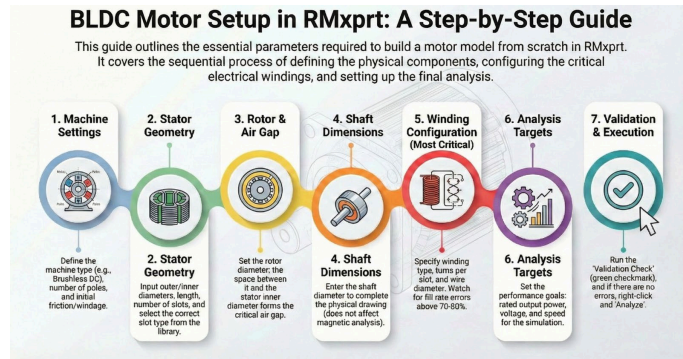 BLDC Motor Setup in RMxprt: A Step-by-Step Guide
This guide outlines the essential parameters required to build a motor model from scratch in RMxprt.
It covers the sequential process of defining the physical components, configuring the critical
electrical windings, and setting up the final analysis.
1. Machine
Settings
Define the
machine type (e.g.,
Brushless DC),
number of poles,
and initial
friction/windage.
2. Stator
Geometry
2. Stator
Geometry
Input outer/inner
diameters, length,
number of slots, and
select the correct
slot type from the
library.
3. Rotor &
Air Gap
Set the rotor
diameter; the
space between
it and the
stator inner
diameter forms the
critical air gap.
4. Shaft
Dimensions
4. Shaft
Dimensions
Enter the
shaft diameter to
complete the
physical drawing
(does not affect
magnetic analysis).
5. Winding
Configuration
(Most Critical)
Specify
winding
type, turns per
slot, and wire
diameter. Watch
for fill rate errors
above 70-80%.
6. Analysis
Targets
6. Analysis
Targets
Set the
performance goals:
rated output power,
voltage, and speed
for the simulation.
7. Validation
& Execution
Run the
'Validation Check'
(green checkmark),
and if there are no
errors, right-click
and 'Analyze'.